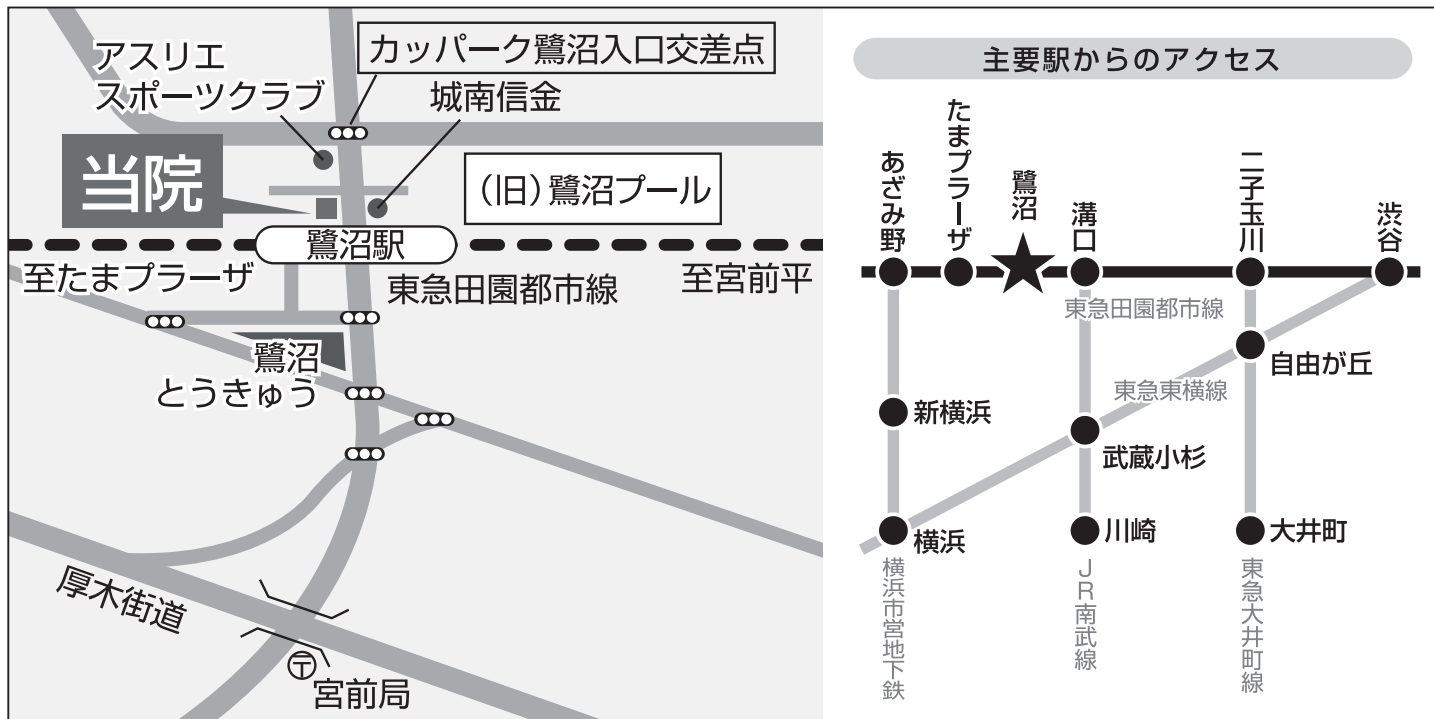 アスリエ
スポーツクラブ
カッパーク鷺沼入口交差点
城南信金
当院
（旧）鷺沼プール
鷺沼駅
至たまプラーザ
東急田園都市線
至宮前平
鷺沼
とうきゅう
厚木街道
〒
宮前局
主要駅からのアクセス
あざみ野
たまプラーザ
鷺沼
溝口
二子玉川
渋谷
東急田園都市線
自由が丘
東急東横線
新横浜
武蔵小杉
横浜
川崎
大井町
横浜市営地下鉄
JR南武線
東急大井町線